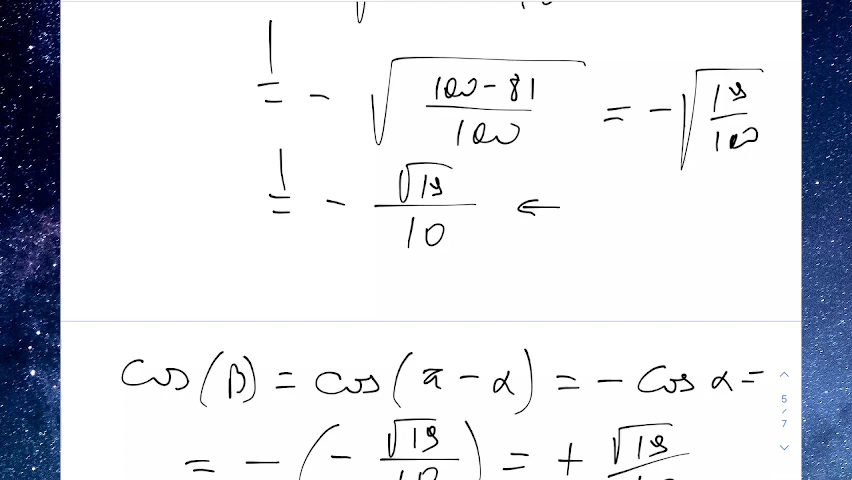 = - √((100-81)/100) = - √(19/100)
= - √19/10 ←
cos(β) = cos(π - α) = - cos α =
= - (- √19/10) = + √19/10
5
/
7